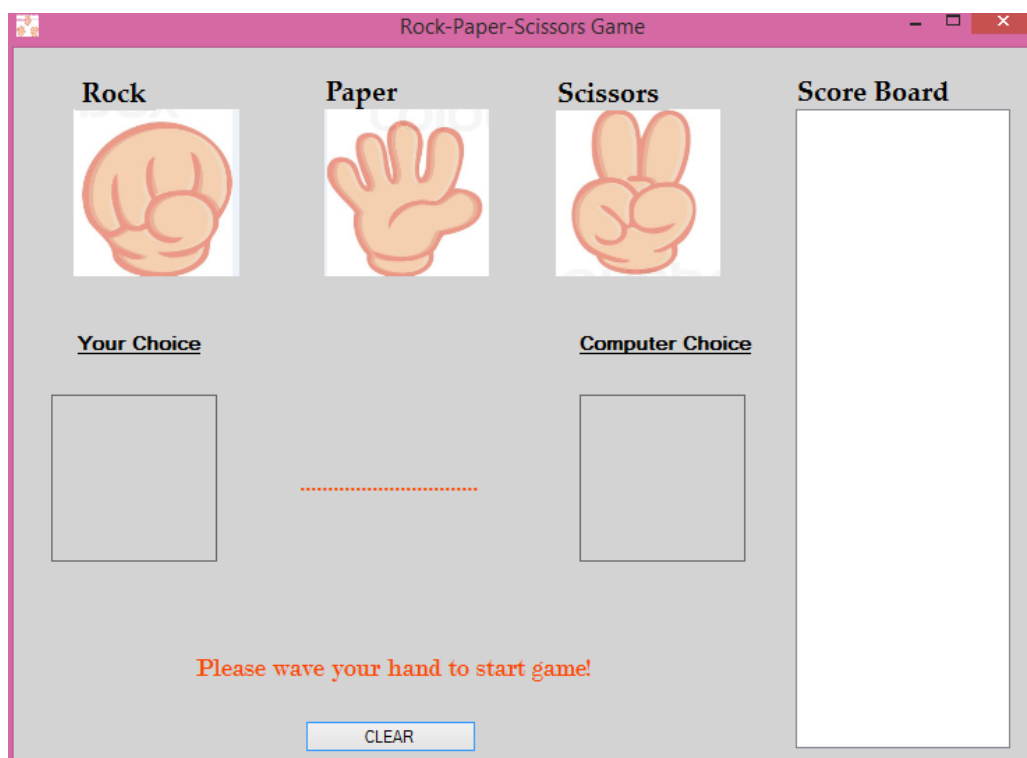 Rock-Paper-Scissors Game
Rock Paper Scissors Score Board
Your Choice Computer Choice
................................
Please wave your hand to start game!
CLEAR